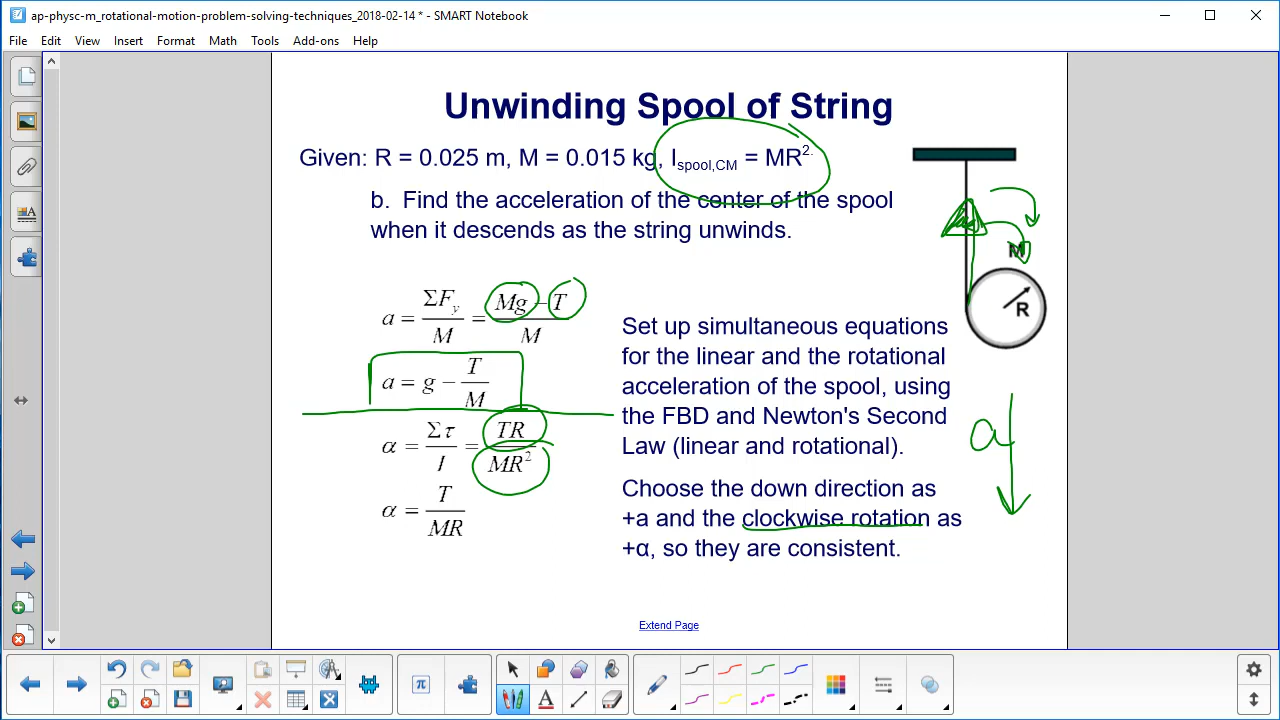 ap-physc-m_rotational-motion-problem-solving-techniques_2018-02-14 * - SMART Notebook
File Edit View Insert Format Math Tools Add-ons Help
Unwinding Spool of String
Given: R = 0.025 m, M = 0.015 kg, I_spool,CM = MR².
b. Find the acceleration of the center of the spool
when it descends as the string unwinds.
a = ΣF_y / M = (Mg − T) / M
a = g − T / M
α = Στ / I = TR / MR²
α = T / MR
Set up simultaneous equations
for the linear and the rotational
acceleration of the spool, using
the FBD and Newton's Second
Law (linear and rotational).
Choose the down direction as
+a and the clockwise rotation as
+α, so they are consistent.
M
R
a
Extend Page
π
A